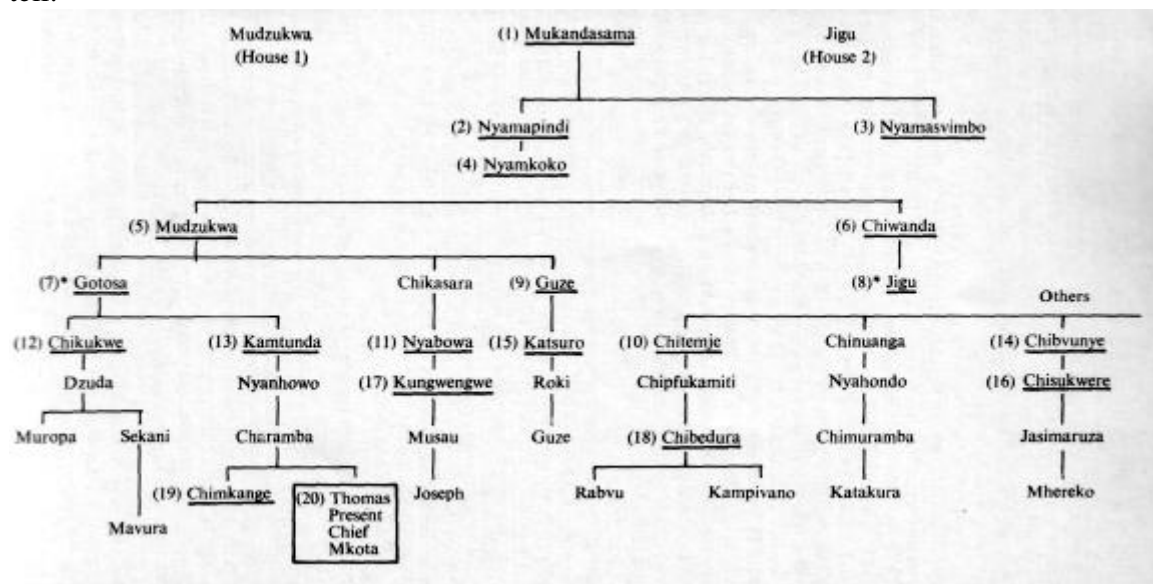 ton.
Mudzukwa (1) Mukandasama Jigu
(House 1) (House 2)
(2) Nyamapindi (3) Nyamasvimbo
(4) Nyamkoko
(5) Mudzukwa (6) Chiwanda
(7)* Gotosa Chikasara (9) Guze (8)* Jigu
Others
(12) Chikukwe (13) Kamtunda (11) Nyabowa (15) Katsuro (10) Chitemje Chinuanga (14) Chibvunye
Dzuda Nyanhowo (17) Kungwengwe Roki Chipfukamiti Nyahondo (16) Chisukwere
Muropa Sekani Charamba Musau Guze (18) Chibedura Chimuramba Jasimaruza
(19) Chimkange (20) Thomas Joseph Rabvu Kampivano Katakura Mhereko
Present
Mavura Chief
Mkota